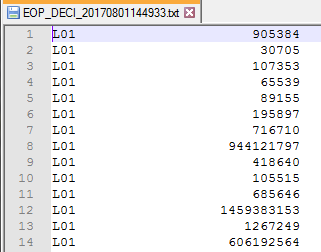 EOP_DECI_20170801144933.txt
1 L01 905384
2 L01 30705
3 L01 107353
4 L01 65539
5 L01 89155
6 L01 195897
7 L01 716710
8 L01 944121797
9 L01 418640
10 L01 105515
11 L01 685646
12 L01 1459383153
13 L01 1267249
14 L01 606192564